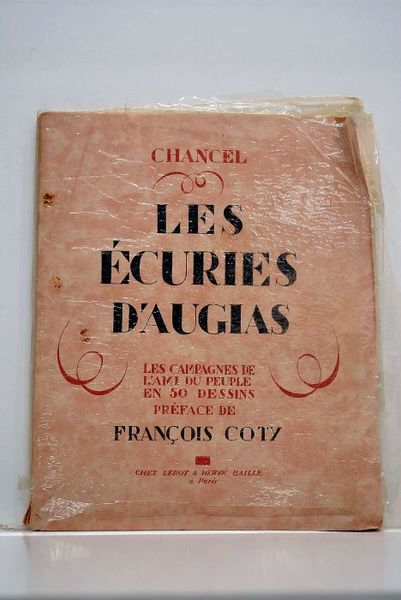 CHANCEL
LES
ÉCURIES
D'AUGIAS
LES CAMPAGNES DE
L'AMI DU PEUPLE
EN 50 DESSINS
PRÉFACE DE
FRANÇOIS COTY
CHEZ LEROY & HERVÉ BAILLE
à Paris